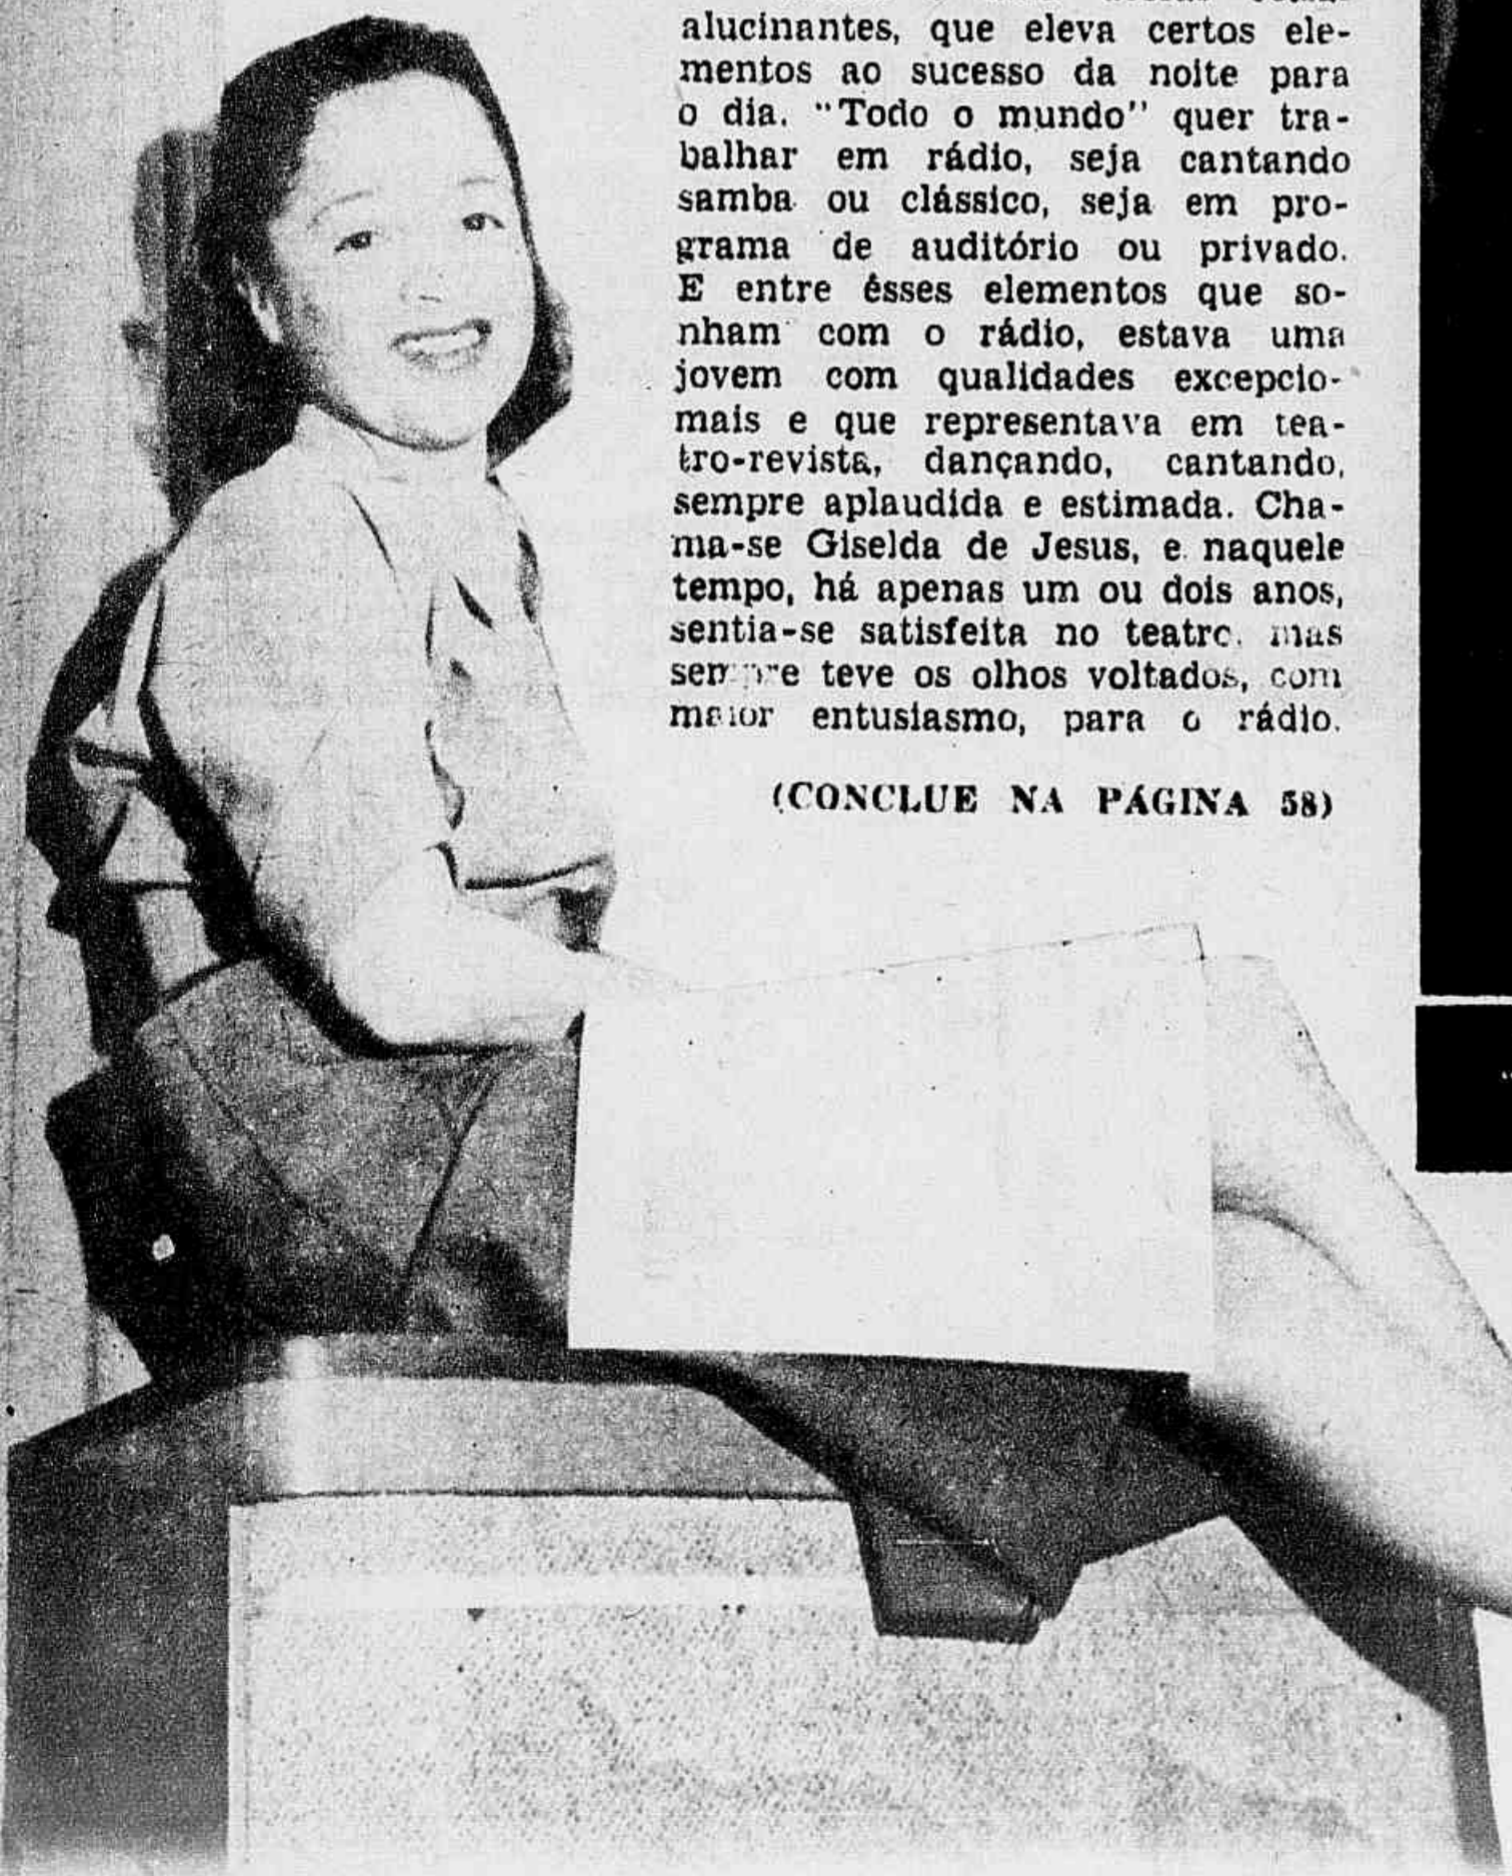 alucinantes, que eleva certos ele-
mentos ao sucesso da noite para
o dia. "Todo o mundo" quer tra-
balhar em rádio, seja cantando
samba ou clássico, seja em pro-
grama de auditório ou privado.
E entre êsses elementos que so-
nham com o rádio, estava uma
jovem com qualidades excepcio-
mais e que representava em tea-
tro-revista, dançando, cantando,
sempre aplaudida e estimada. Cha-
ma-se Giselda de Jesus, e naquele
tempo, há apenas um ou dois anos,
sentia-se satisfeita no teatro, mas
sempre teve os olhos voltados, com
maior entusiasmo, para o rádio.
(CONCLUE NA PÁGINA 58)